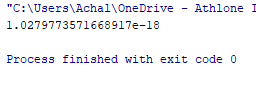 "C:\Users\Achal\OneDrive - Athlone I
1.0279773571668917e-18
Process finished with exit code 0